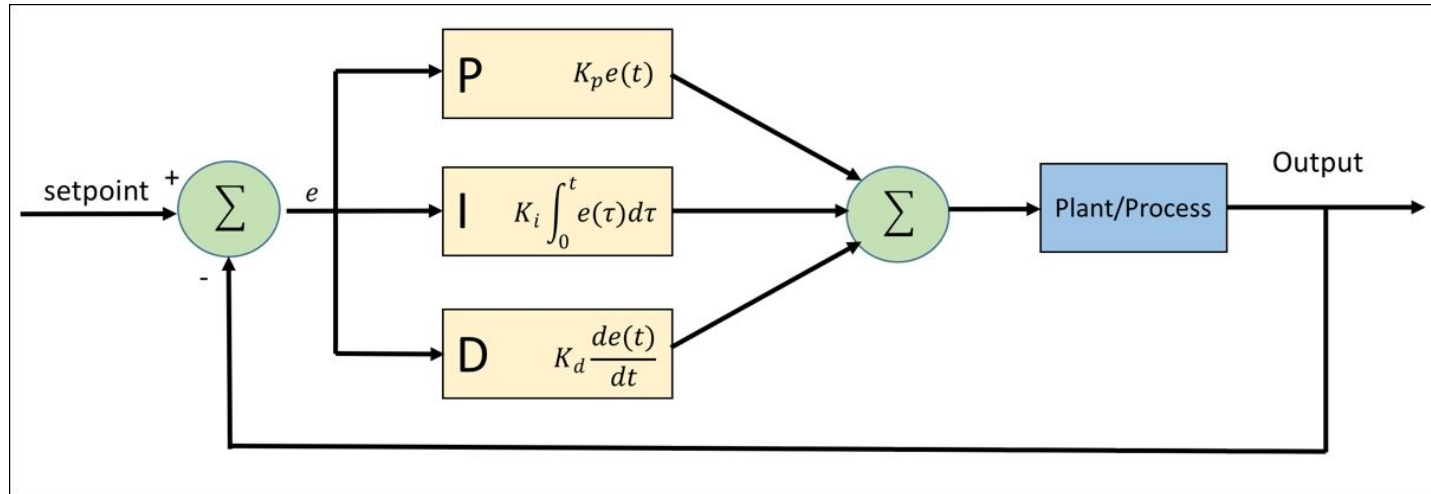 setpoint
+
-
∑
e
P K_p e(t)
I K_i ∫_0^t e(τ)dτ
D K_d de(t)/dt
∑
Plant/Process
Output